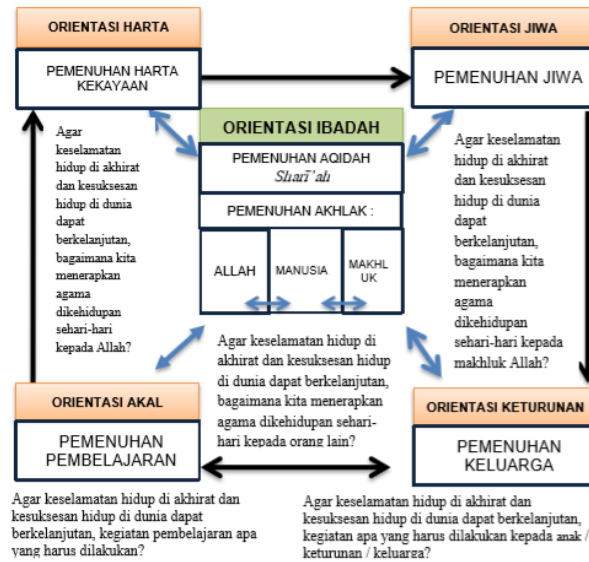 ORIENTASI HARTA
PEMENUHAN HARTA
KEKAYAAN
ORIENTASI JIWA
PEMENUHAN JIWA
Agar
keselamatan
hidup di akhirat
dan kesuksesan
hidup di dunia
dapat
berkelanjutan,
bagaimana kita
menerapkan
agama
dikehidupan
sehari-hari
kepada Allah?
ORIENTASI IBADAH
PEMENUHAN AQIDAH
Sharī'ah
PEMENUHAN AKHLAK :
ALLAH
MANUSIA
MAKHL
UK
Agar keselamatan
hidup di akhirat
dan kesuksesan
hidup di dunia
dapat
berkelanjutan,
bagaimana kita
menerapkan
agama
dikehidupan
sehari-hari kepada
makhluk Allah?
Agar keselamatan hidup di
akhirat dan kesuksesan hidup
di dunia dapat berkelanjutan,
bagaimana kita menerapkan
agama dikehidupan sehari-
hari kepada orang lain?
ORIENTASI AKAL
PEMENUHAN
PEMBELAJARAN
ORIENTASI KETURUNAN
PEMENUHAN
KELUARGA
Agar keselamatan hidup di akhirat dan
kesuksesan hidup di dunia dapat
berkelanjutan, kegiatan pembelajaran apa
yang harus dilakukan?
Agar keselamatan hidup di akhirat dan
kesuksesan hidup di dunia dapat berkelanjutan,
kegiatan apa yang harus dilakukan kepada anak /
keturunan / keluarga?